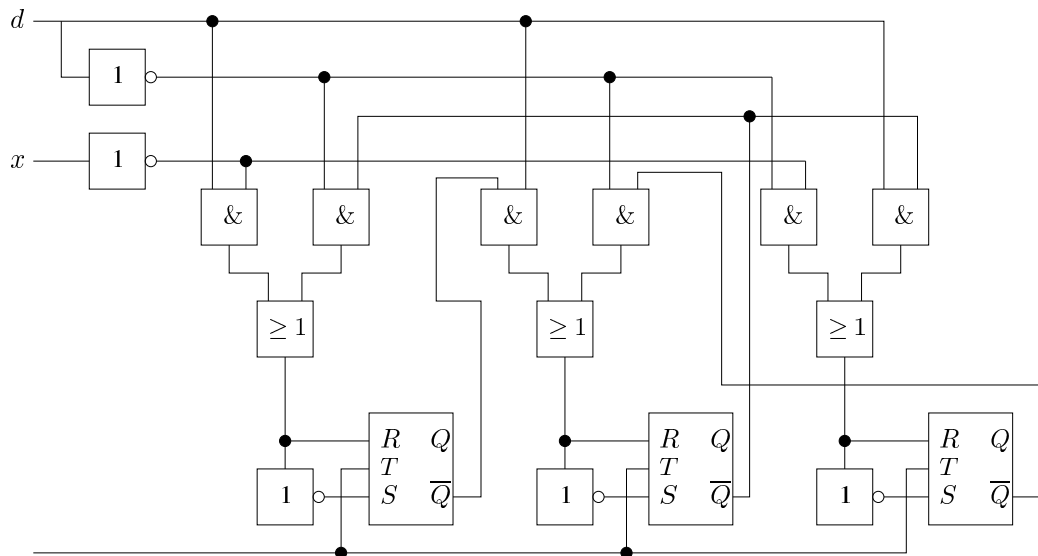 d
1
x
1
& & & & & &
≥ 1 ≥ 1 ≥ 1
R Q R Q R Q
T T T
1 S Q̅ 1 S Q̅ 1 S Q̅